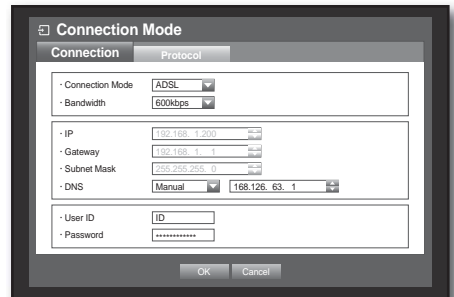 Connection Mode
Connection Protocol
· Connection Mode ADSL
· Bandwidth 600kbps
· IP 192.168. 1.200
· Gateway 192.168. 1. 1
· Subnet Mask 255.255.255. 0
· DNS Manual 168.126. 63. 1
· User ID ID
· Password ************
OK Cancel